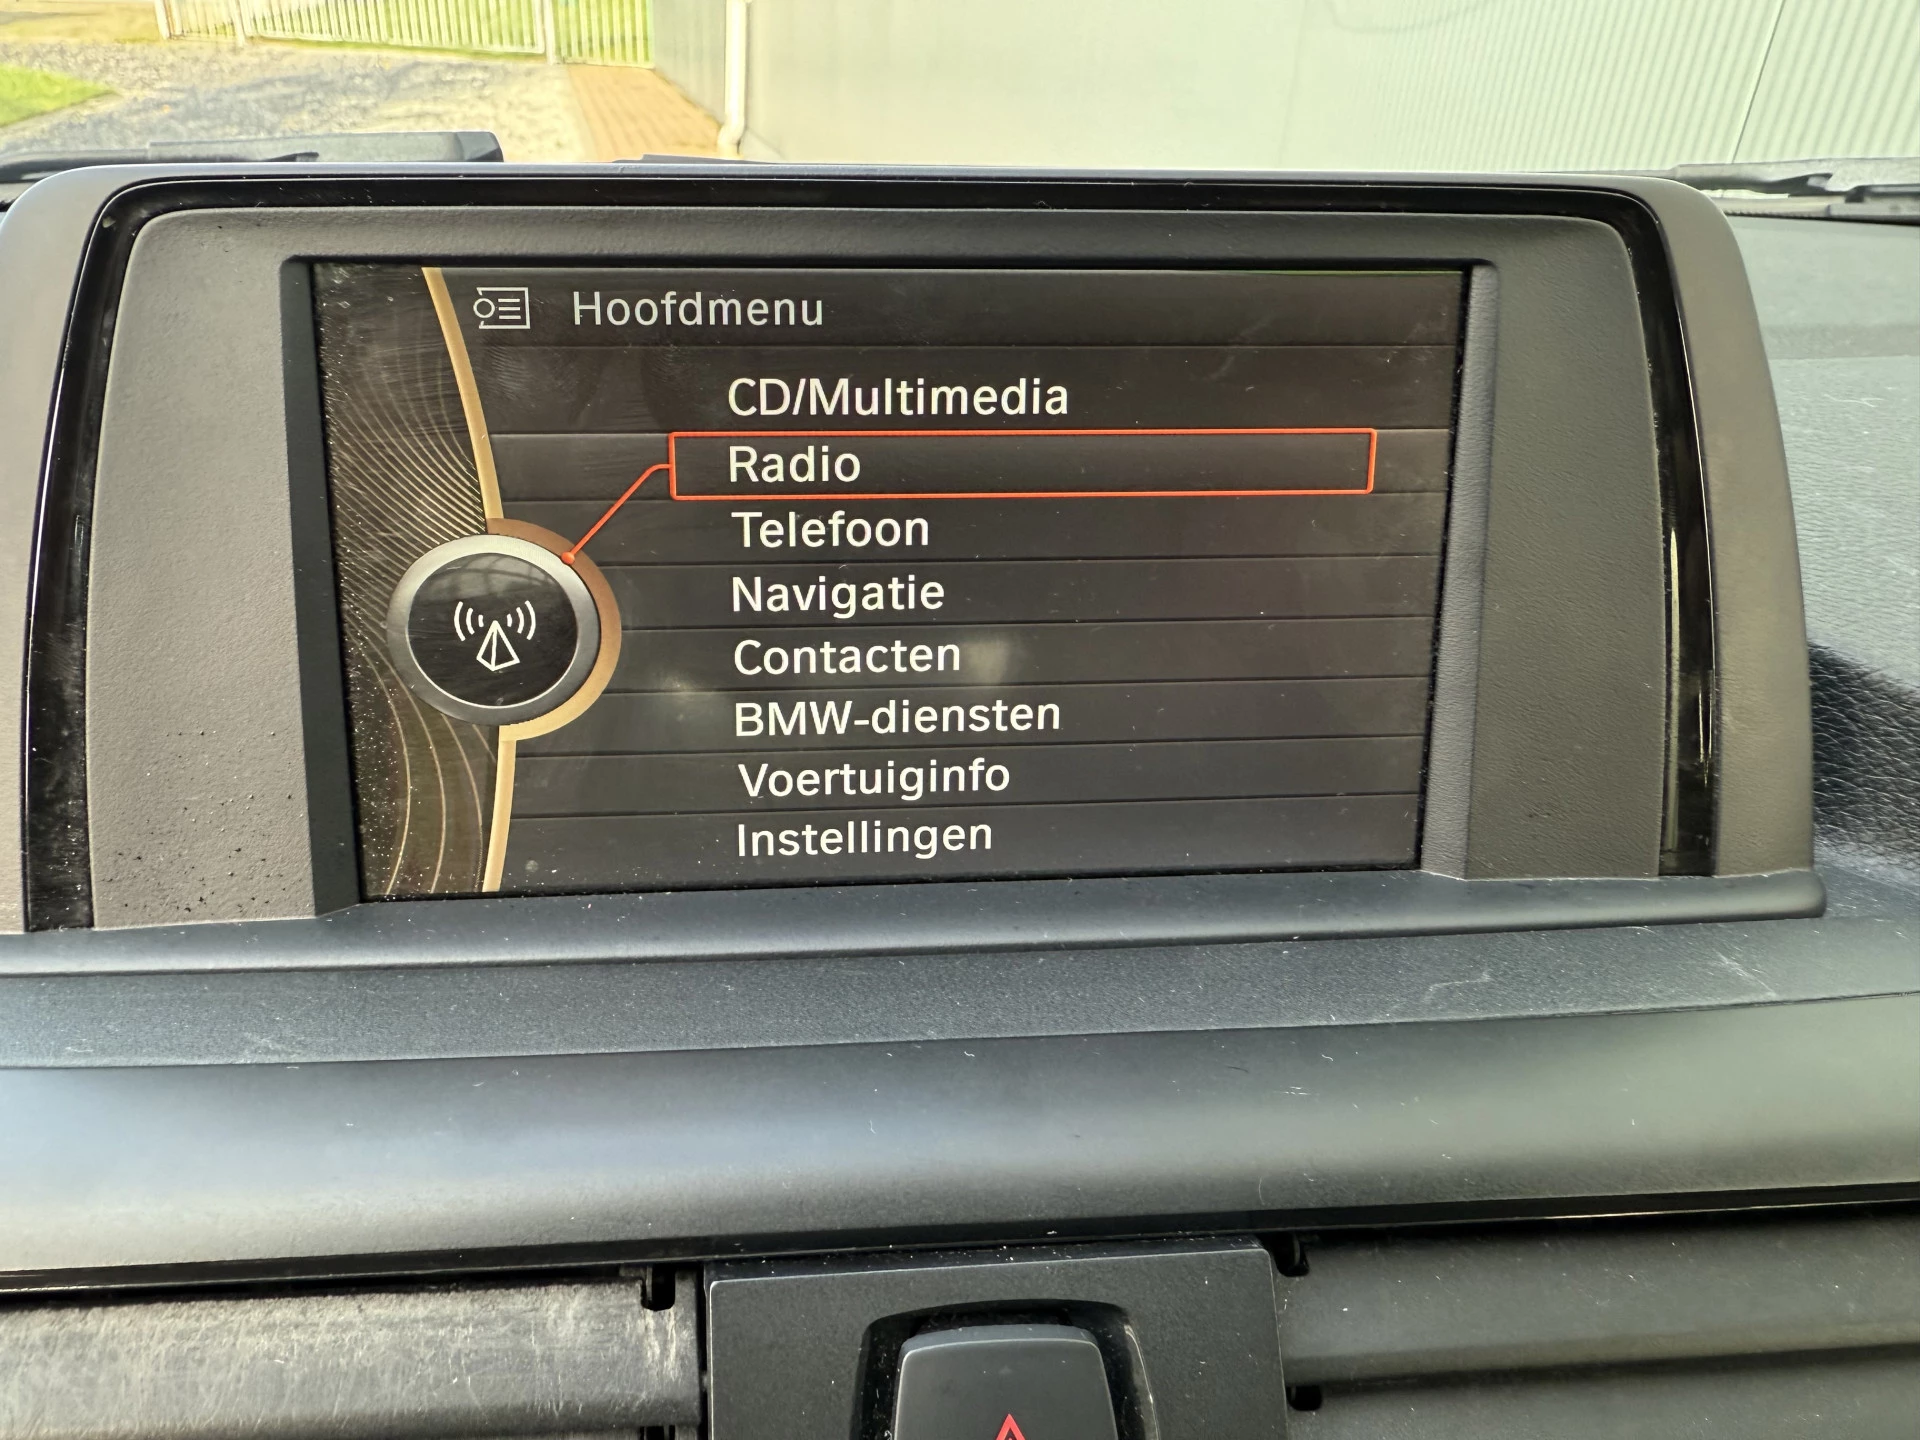 Hoofdmenu
CD/Multimedia
Radio
Telefoon
Navigatie
Contacten
BMW-diensten
Voertuiginfo
Instellingen